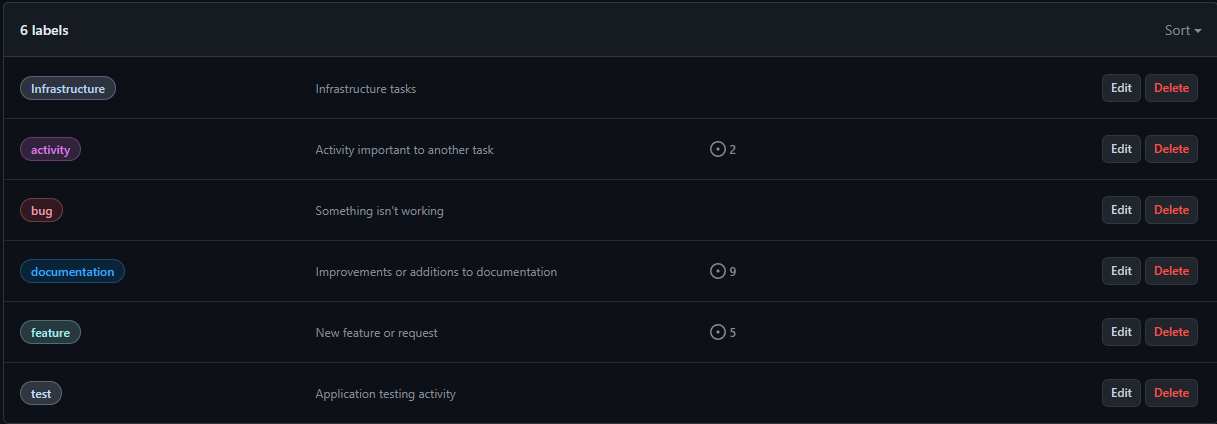 6 labels Sort
Infrastructure Infrastructure tasks Edit Delete
activity Activity important to another task 2 Edit Delete
bug Something isn't working Edit Delete
documentation Improvements or additions to documentation 9 Edit Delete
feature New feature or request 5 Edit Delete
test Application testing activity Edit Delete